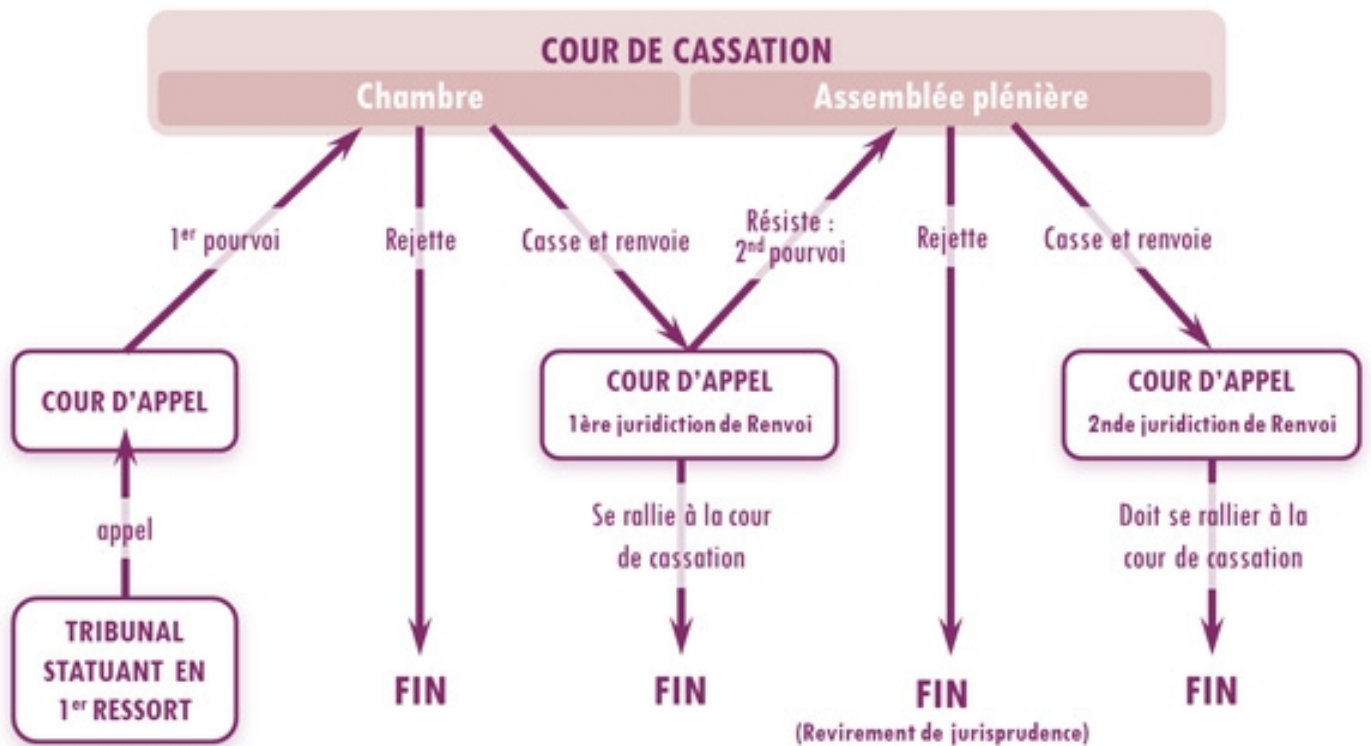 COUR DE CASSATION
Chambre
Assemblée plénière
1er pourvoi
Rejette
Casse et renvoie
Résiste :
2nd pourvoi
Rejette
Casse et renvoie
COUR D'APPEL
COUR D'APPEL
1ère juridiction de Renvoi
COUR D'APPEL
2nde juridiction de Renvoi
appel
Se rallie à la cour
de cassation
Doit se rallier à la
cour de cassation
TRIBUNAL
STATUANT EN
1er RESSORT
FIN
FIN
FIN
(Revirement de jurisprudence)
FIN